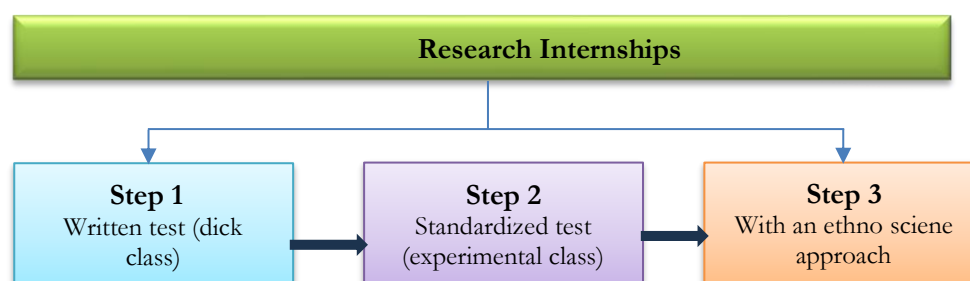 Research Internships
Step 1
Written test (dick
class)
Step 2
Standardized test
(experimental class)
Step 3
With an ethno sciene
approach